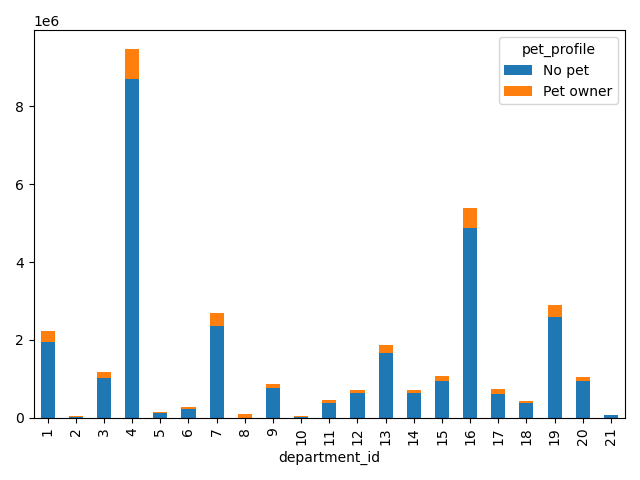 1e6
pet_profile
No pet
Pet owner
8
6
4
2
0
1 2 3 4 5 6 7 8 9 10 11 12 13 14 15 16 17 18 19 20 21
department_id